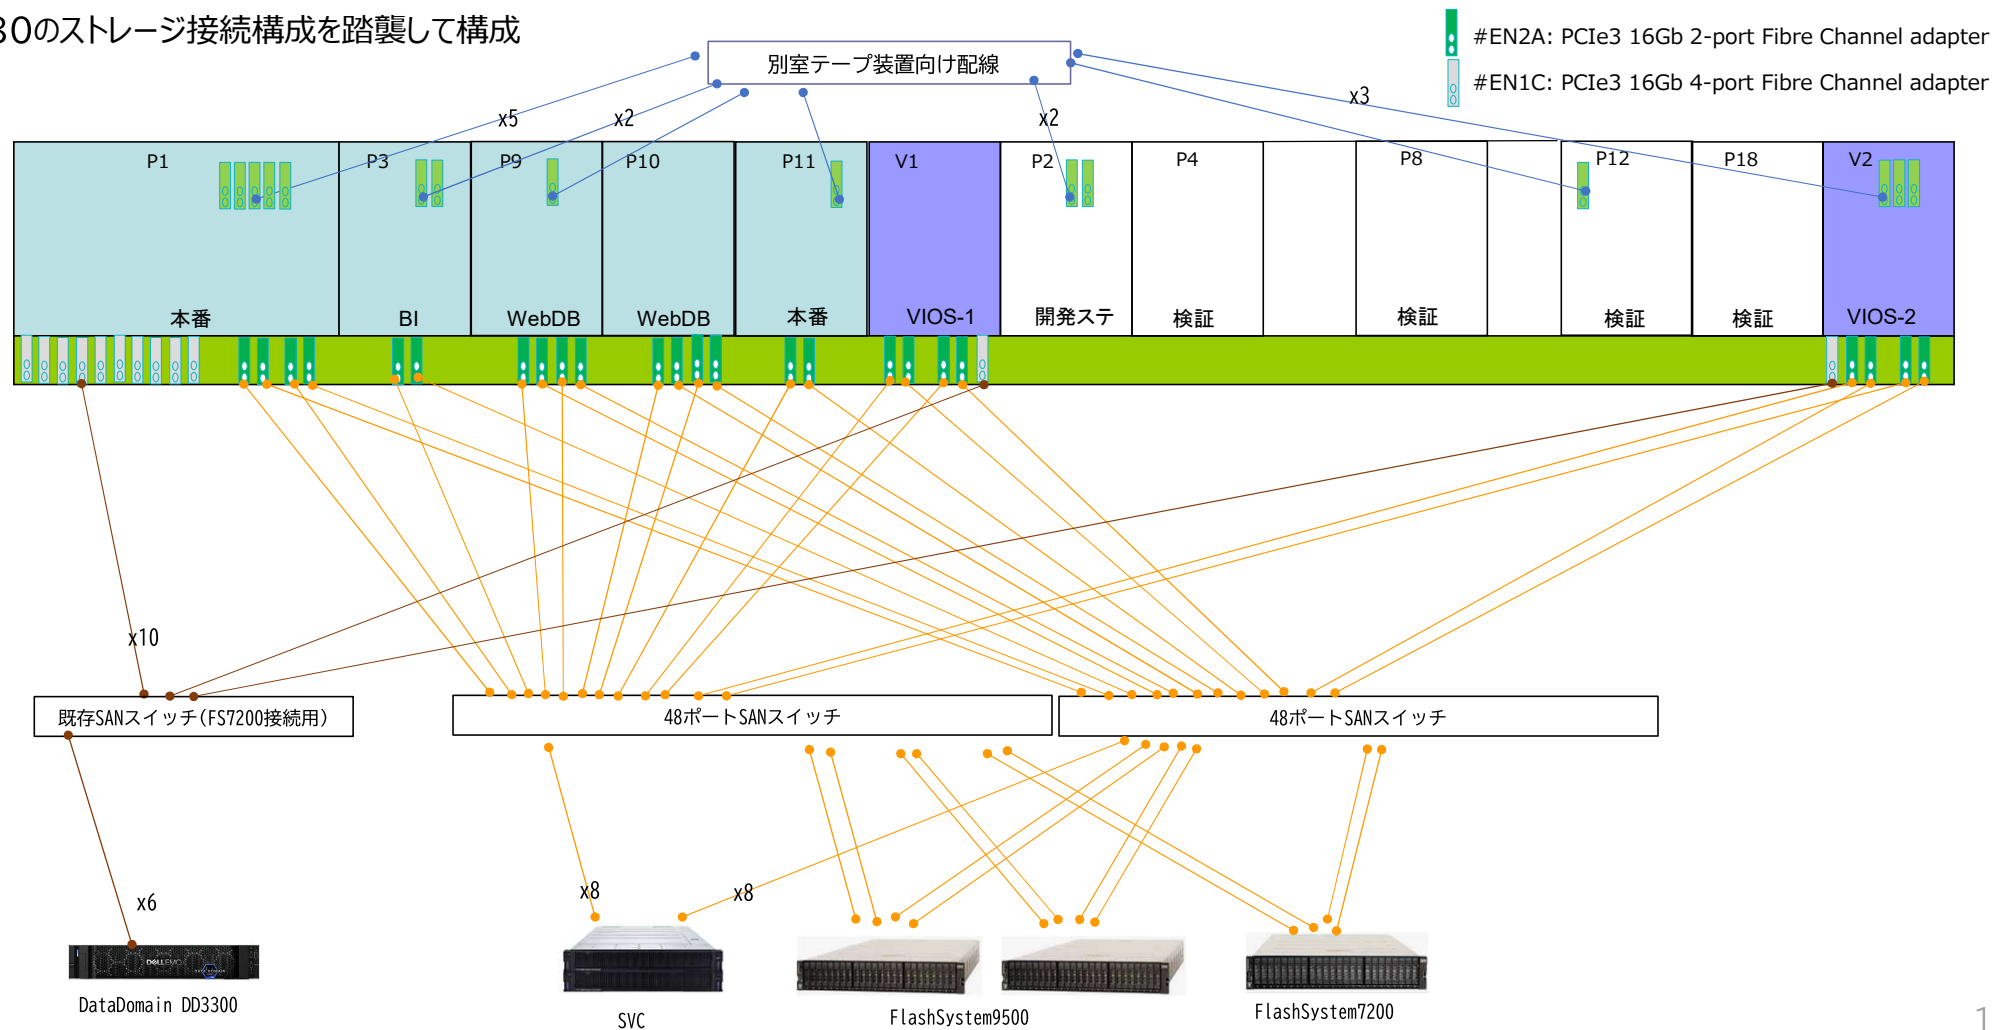 80のストレージ接続構成を踏襲して構成
#EN2A: PCIe3 16Gb 2-port Fibre Channel adapter
#EN1C: PCIe3 16Gb 4-port Fibre Channel adapter
別室テープ装置向け配線
x5
x2
x2
x3
P1
P3
P9
P10
P11
V1
P2
P4
P8
P12
P18
V2
本番
BI
WebDB
WebDB
本番
VIOS-1
開発ステ
検証
検証
検証
検証
VIOS-2
x10
既存SANスイッチ(FS7200接続用)
48ポートSANスイッチ
48ポートSANスイッチ
x6
x8
x8
DELLEMC
DataDomain DD3300
SVC
FlashSystem9500
FlashSystem7200
1